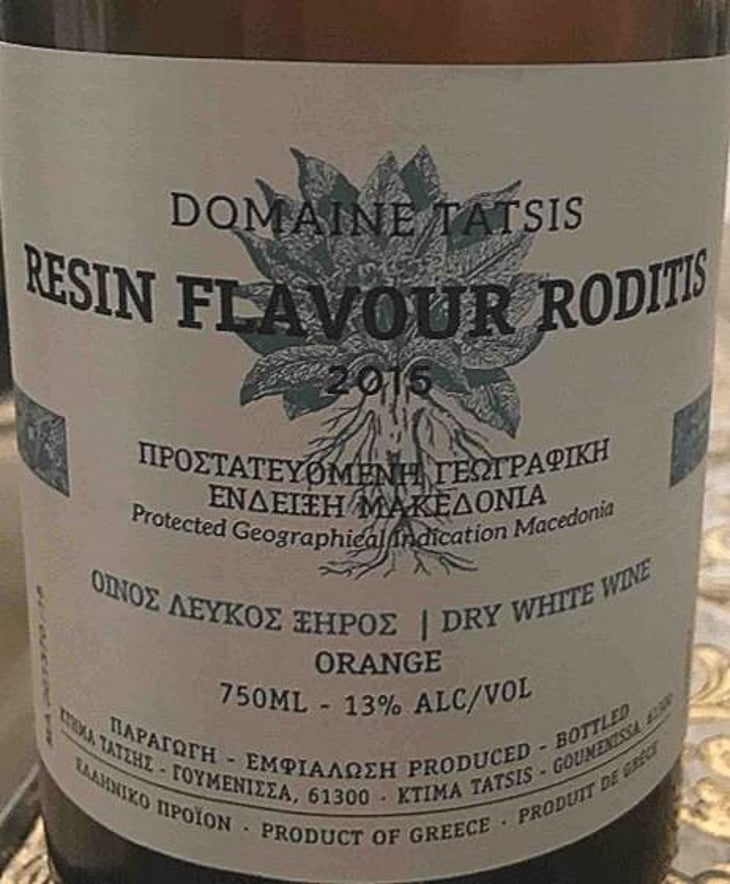 DOMAINE TATSIS
RESIN FLAVOUR RODITIS
2015
ΠΡΟΣΤΑΤΕΥΟΜΕΝΗ ΓΕΩΓΡΑΦΙΚΗ
ΕΝΔΕΙΞΗ ΜΑΚΕΔΟΝΙΑ
Protected Geographical Indication Macedonia
ΟΙΝΟΣ ΛΕΥΚΟΣ ΞΗΡΟΣ | DRY WHITE WINE
ORANGE
750ML - 13% ALC/VOL
ΠΑΡΑΓΩΓΗ - ΕΜΦΙΑΛΩΣΗ PRODUCED - BOTTLED
ΚΤΗΜΑ ΤΑΤΣΗΣ - ΓΟΥΜΕΝΙΣΣΑ, 61300 · KTIMA TATSIS - GOUMENISSA, 61300
ΕΛΛΗΝΙΚΟ ΠΡΟΪΟΝ · PRODUCT OF GREECE · PRODUIT DE GRÈCE